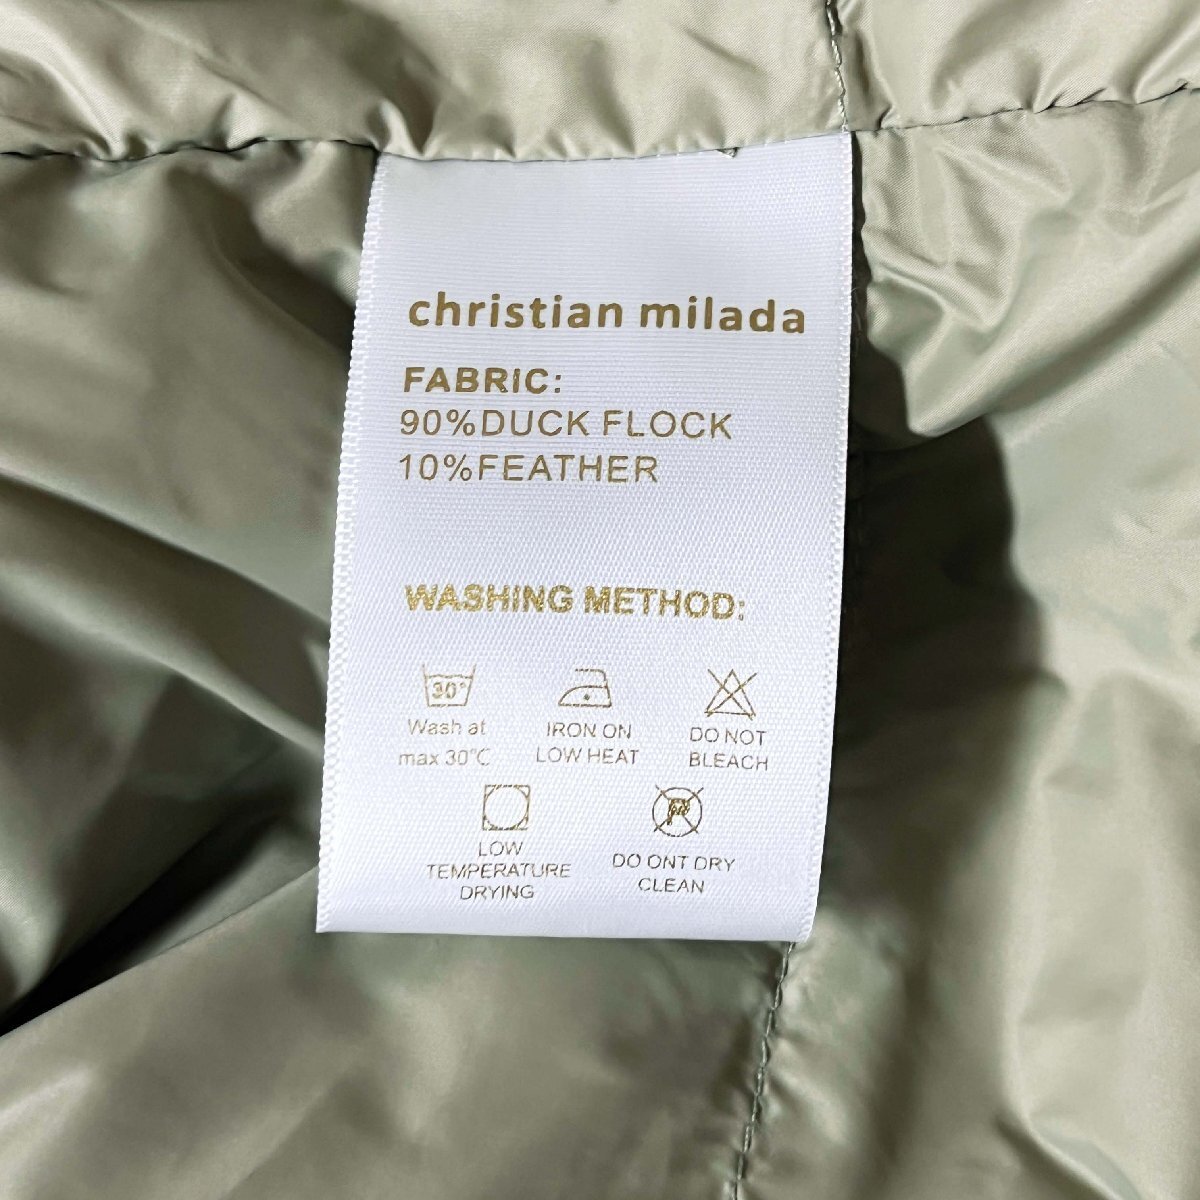 christian milada
FABRIC:
90%DUCK FLOCK
10%FEATHER
WASHING METHOD:
30°
Wash at
max 30°C
IRON ON
LOW HEAT
DO NOT
BLEACH
LOW
TEMPERATURE
DRYING
P
DO ONT DRY
CLEAN